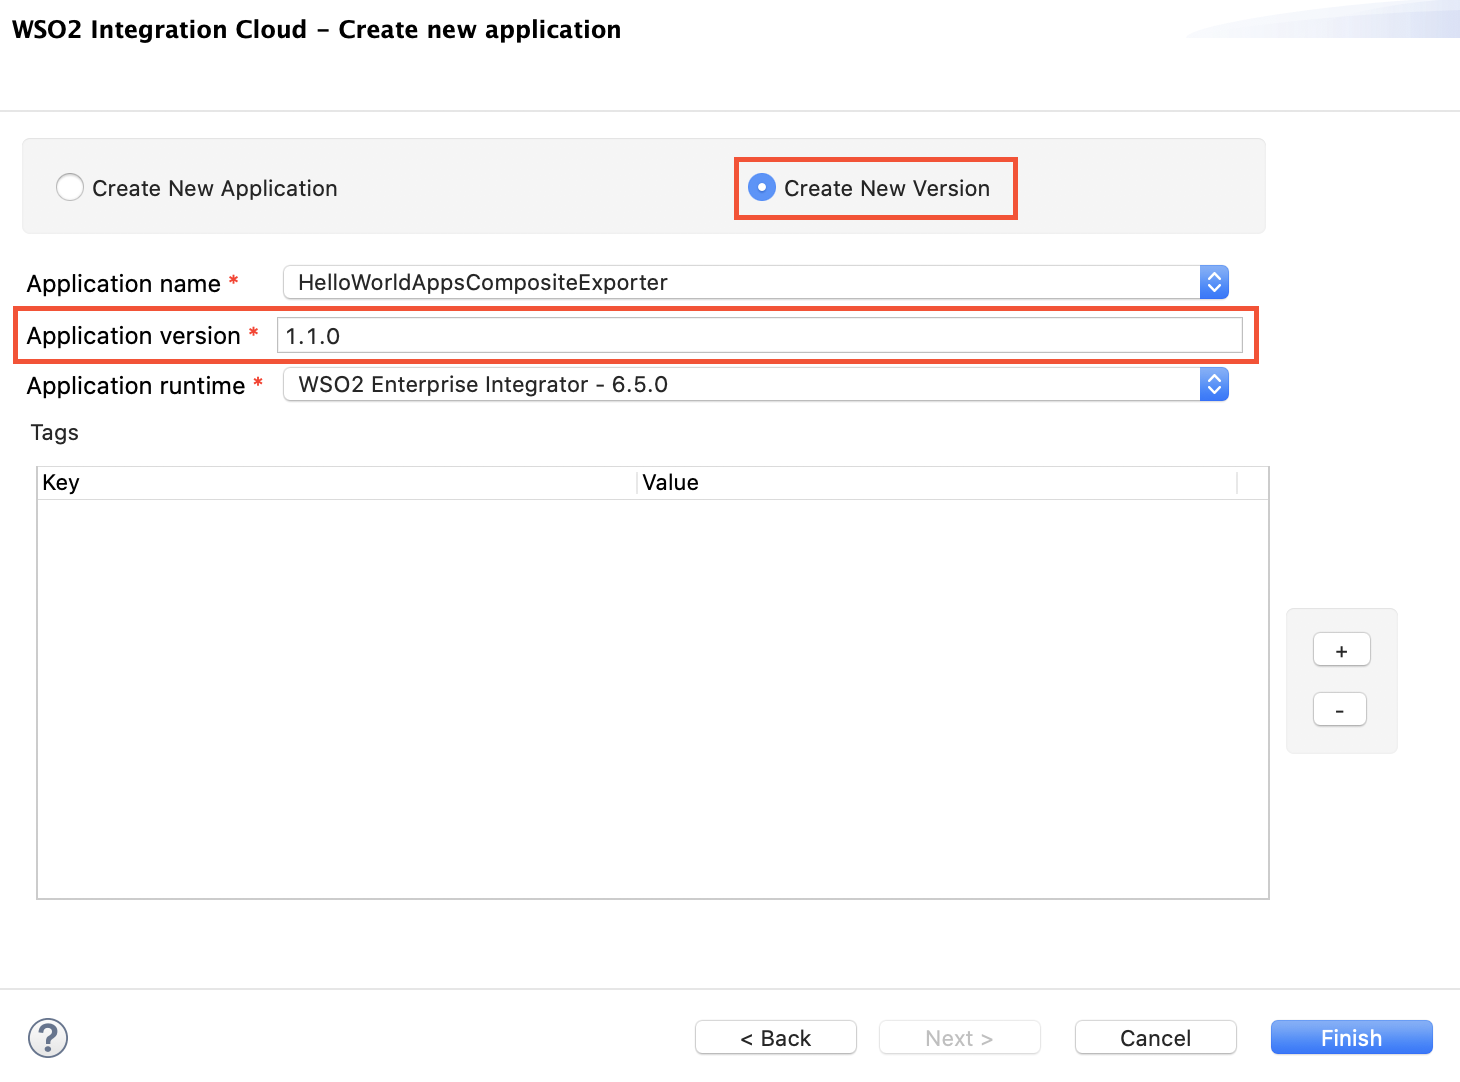 WSO2 Integration Cloud – Create new application
Create New Application
Create New Version
Application name *
HelloWorldAppsCompositeExporter
Application version *
1.1.0
Application runtime *
WSO2 Enterprise Integrator - 6.5.0
Tags
Key
Value
+
-
?
< Back
Next >
Cancel
Finish